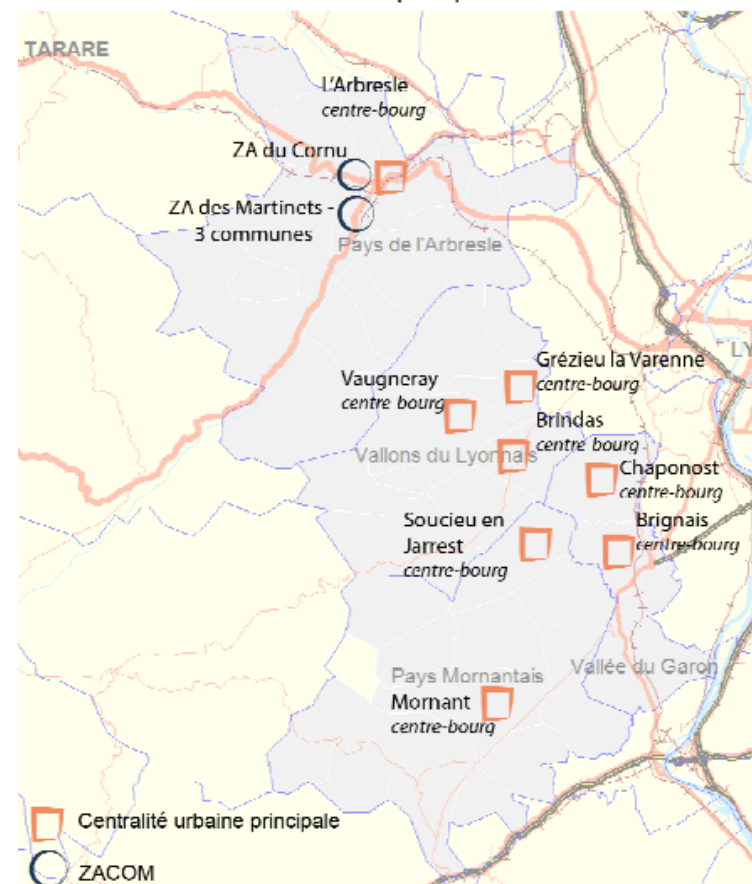 TARARE
L'Arbresle
centre-bourg
ZA du Cornu
ZA des Martinets -
3 communes
Pays de l'Arbresle
LY
Grézieu la Varenne
centre-bourg
Vaugneray
centre bourg
Brindas
centre bourg
Vallons du Lyonnais
Chaponost
centre-bourg
Soucieu en
Jarrest
centre-bourg
Brignais
centre-bourg
Vallée du Garon
Pays Mornantais
Mornant
centre-bourg
Centralité urbaine principale
ZACOM